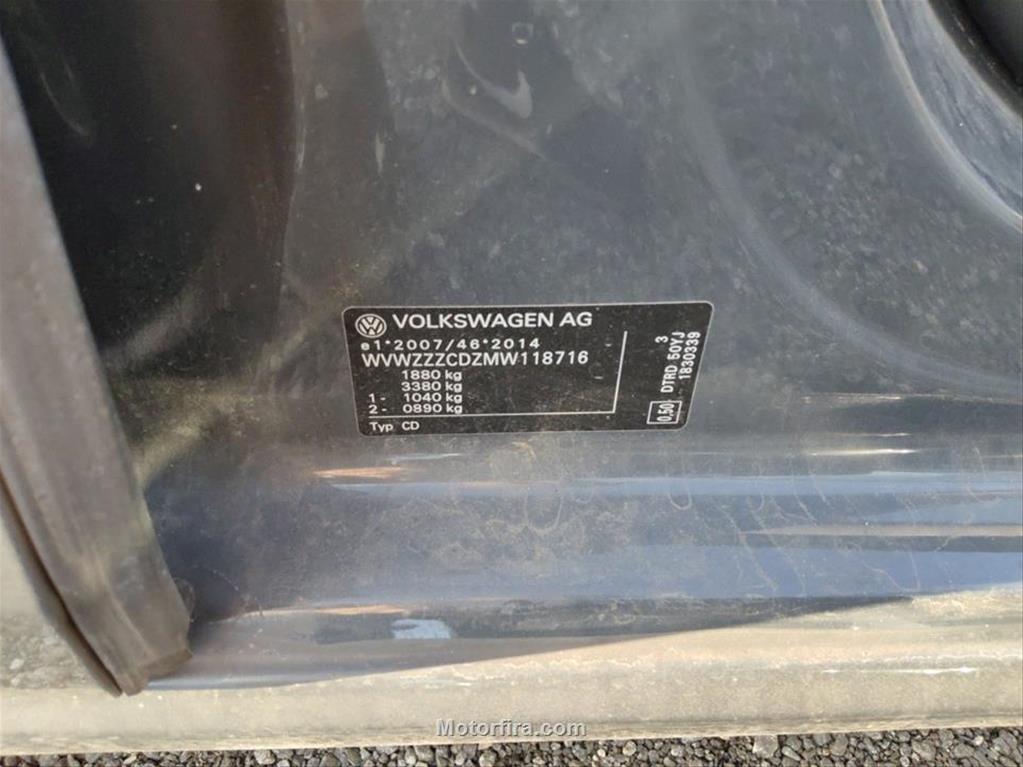 VOLKSWAGEN AG
e1*2007/46*2014
WVWZZZCDZMW118716
1880 kg
3380 kg
1- 1040 kg
2- 0890 kg
Typ CD
3
DTRD 50YJ
0.50 1830339
Motorfira.com